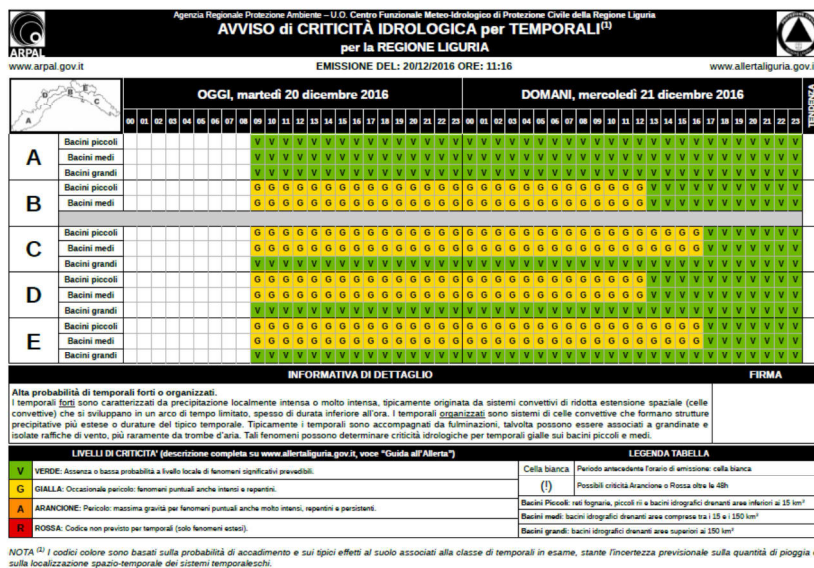 Agenzia Regionale Protezione Ambiente – U.O. Centro Funzionale Meteo-Idrologico di Protezione Civile della Regione Liguria
AVVISO di CRITICITÀ IDROLOGICA per TEMPORALI(1)
per la REGIONE LIGURIA
ARPAL
www.arpal.gov.it EMISSIONE DEL: 20/12/2016 ORE: 11:16 www.allertaliguria.gov.i
A B C D E OGGI, martedì 20 dicembre 2016 DOMANI, mercoledì 21 dicembre 2016 TENDENZA
00 01 02 03 04 05 06 07 08 09 10 11 12 13 14 15 16 17 18 19 20 21 22 23 00 01 02 03 04 05 06 07 08 09 10 11 12 13 14 15 16 17 18 19 20 21 22 23
A
Bacini piccoli V V V V V V V V V V V V V V V V V V V V V V V V V V V V V V V V V V V V V V V
Bacini medi V V V V V V V V V V V V V V V V V V V V V V V V V V V V V V V V V V V V V V V
Bacini grandi V V V V V V V V V V V V V V V V V V V V V V V V V V V V V V V V V V V V V V V
B
Bacini piccoli G G G G G G G G G G G G G G G G G G G G G G G G G G G G V V V V V V V V V V V
Bacini medi G G G G G G G G G G G G G G G G G G G G G G G G G G G G V V V V V V V V V V V
C
Bacini piccoli G G G G G G G G G G G G G G G G G G G G G G G G G G G G G G G G V V V V V V V
Bacini medi G G G G G G G G G G G G G G G G G G G G G G G G G G G G G G G G V V V V V V V
Bacini grandi V V V V V V V V V V V V V V V V V V V V V V V V V V V V V V V V V V V V V V V
D
Bacini piccoli G G G G G G G G G G G G G G G G G G G G G G G G G G G G V V V V V V V V V V V
Bacini medi G G G G G G G G G G G G G G G G G G G G G G G G G G G G V V V V V V V V V V V
Bacini grandi V V V V V V V V V V V V V V V V V V V V V V V V V V V V V V V V V V V V V V V
E
Bacini piccoli G G G G G G G G G G G G G G G G G G G G G G G G G G G G G G G G V V V V V V V
Bacini medi G G G G G G G G G G G G G G G G G G G G G G G G G G G G G G G G V V V V V V V
Bacini grandi V V V V V V V V V V V V V V V V V V V V V V V V V V V V V V V V V V V V V V V
INFORMATIVA DI DETTAGLIO FIRMA
Alta probabilità di temporali forti o organizzati.
I temporali forti sono caratterizzati da precipitazione localmente intensa o molto intensa, tipicamente originata da sistemi convettivi di ridotta estensione spaziale (celle
convettive) che si sviluppano in un arco di tempo limitato, spesso di durata inferiore all'ora. I temporali organizzati sono sistemi di celle convettive che formano strutture
precipitative più estese o durature del tipico temporale. Tipicamente i temporali sono accompagnati da fulminazioni, talvolta possono essere associati a grandinate e
isolate raffiche di vento, più raramente da trombe d'aria. Tali fenomeni possono determinare criticità idrologiche per temporali gialle sui bacini piccoli e medi.
LIVELLI DI CRITICITA' (descrizione completa su www.allertaliguria.gov.it, voce “Guida all’Allerta”)
V VERDE: Assenza o bassa probabilità a livello locale di fenomeni significativi prevedibili.
G GIALLA: Occasionale pericolo: fenomeni puntuali anche intensi e repentini.
A ARANCIONE: Pericolo: massima gravità per fenomeni puntuali anche molto intensi, repentini e persistenti.
R ROSSA: Codice non previsto per temporali (solo fenomeni estesi).
LEGENDA TABELLA
Cella bianca Periodo antecedente l'orario di emissione: cella bianca
(!) Possibili criticità Arancione o Rossa oltre le 48h
Bacini Piccoli: reti fognarie, piccoli rii e bacini idrografici drenanti aree inferiori ai 15 km²
Bacini medi: bacini idrografici drenanti aree comprese tra i 15 e i 150 km²
Bacini grandi: bacini idrografici drenanti aree superiori ai 150 km²
NOTA (1) I codici colore sono basati sulla probabilità di accadimento e sui tipici effetti al suolo associati alla classe di temporali in esame, stante l'incertezza previsionale sulla quantità di pioggia
sulla localizzazione spazio-temporale dei sistemi temporaleschi.